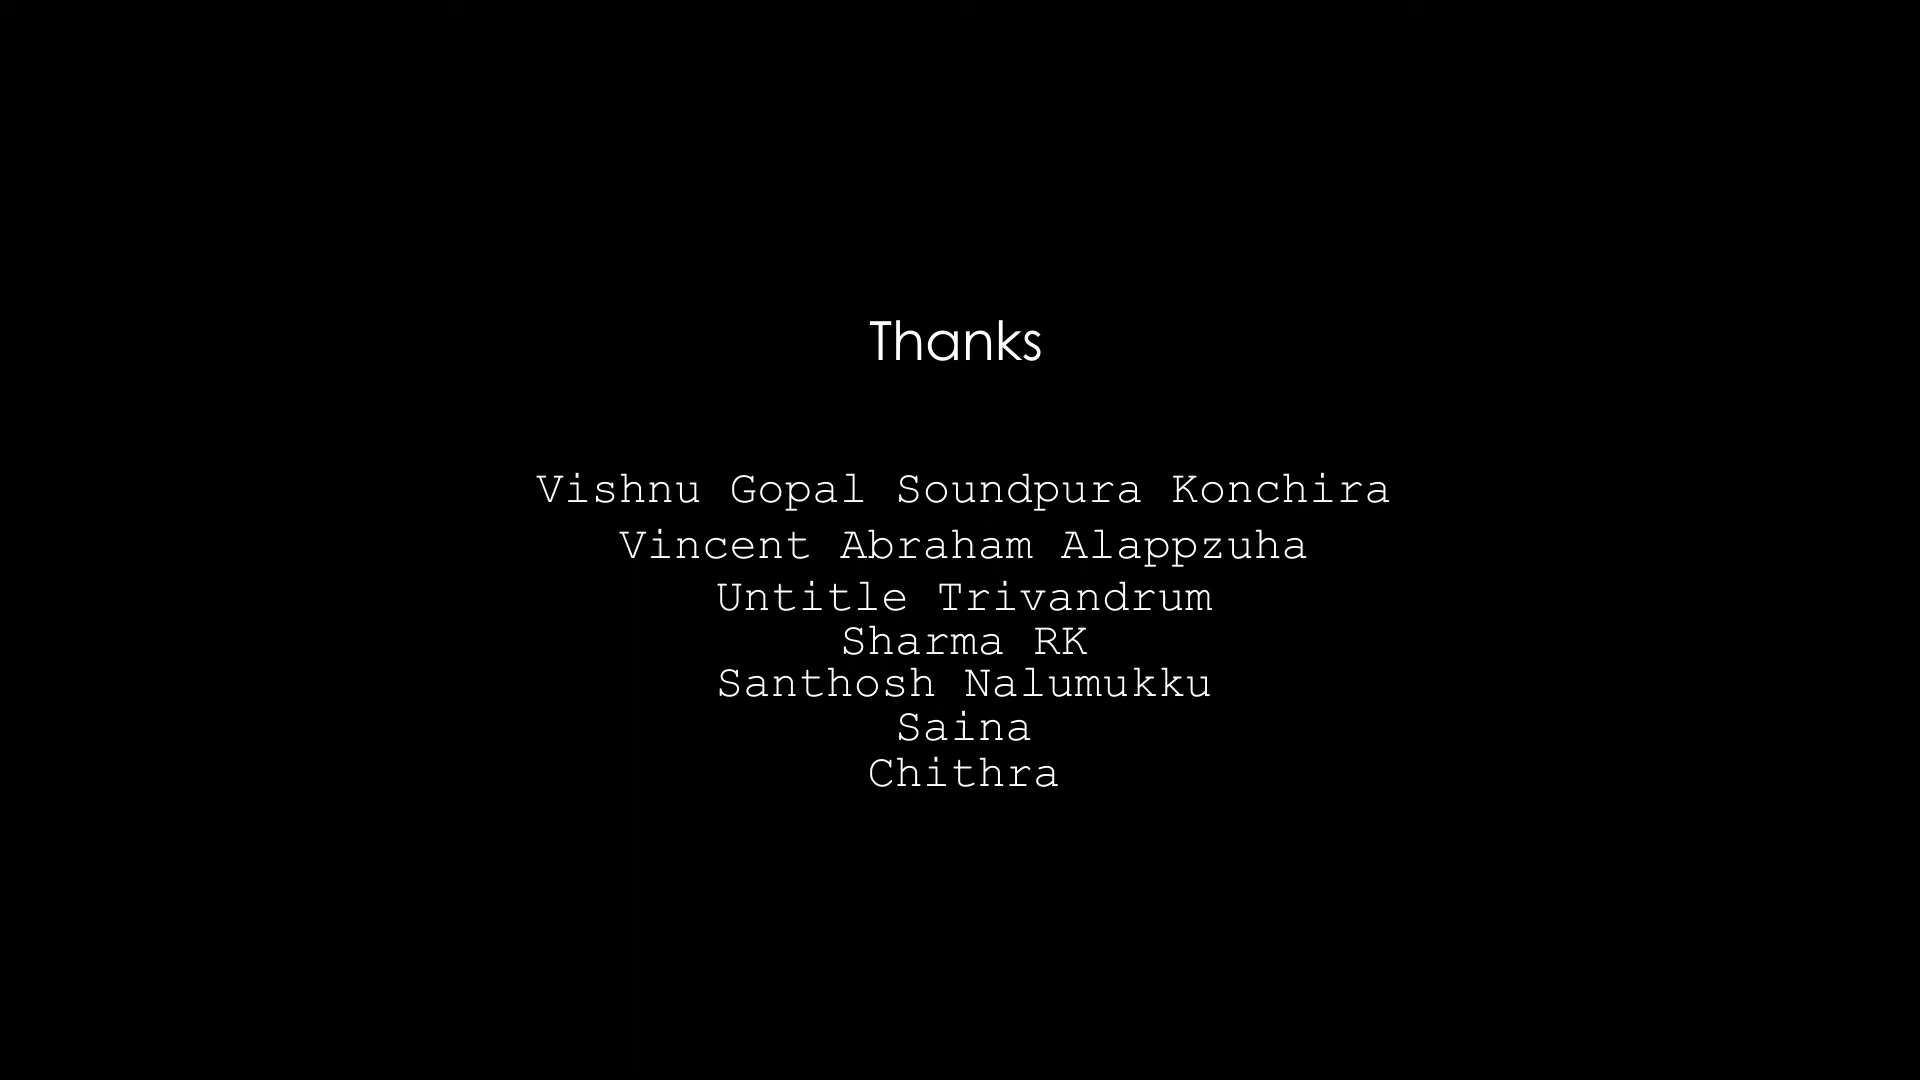 Thanks
Vishnu Gopal Soundpura Konchira
Vincent Abraham Alappzuha
Untitle Trivandrum
Sharma RK
Santhosh Nalumukku
Saina
Chithra